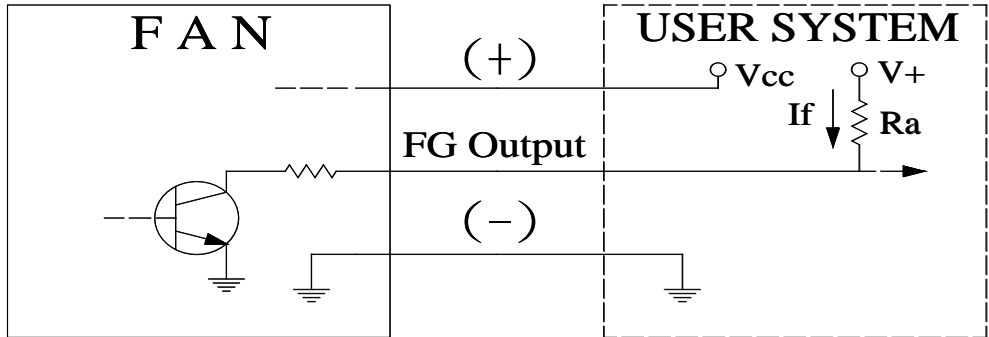 F A N
USER SYSTEM
(+)
Vcc
V+
If
Ra
FG Output
(−)